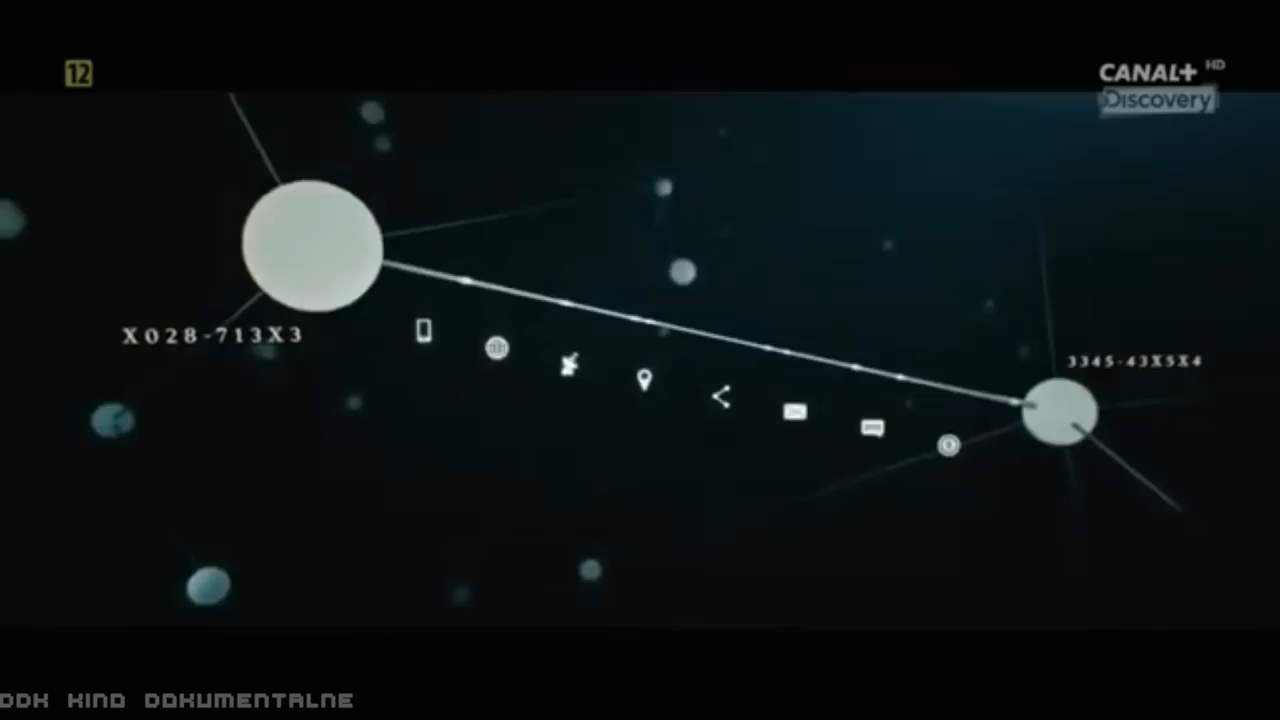 12
CANAL+ HD
Discovery
X028-713X3
3345-43X5X4
DDK KINO DOKUMENTALNE